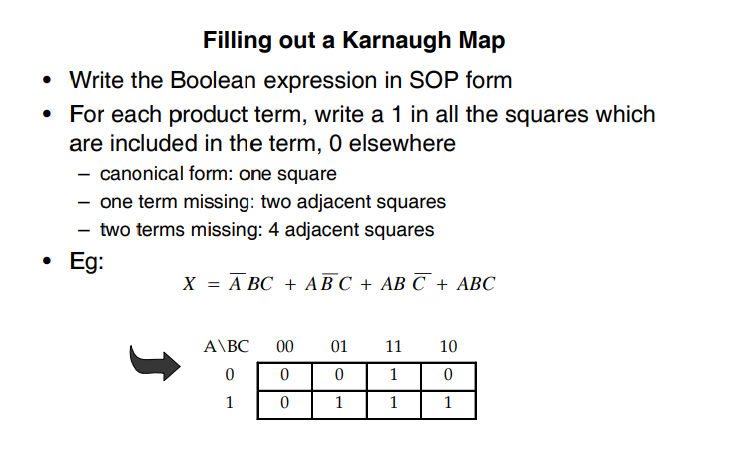 Filling out a Karnaugh Map
• Write the Boolean expression in SOP form
• For each product term, write a 1 in all the squares which
are included in the term, 0 elsewhere
– canonical form: one square
– one term missing: two adjacent squares
– two terms missing: 4 adjacent squares
• Eg:
X = A̅ BC + A B̅ C + AB C̅ + ABC
A\BC 00 01 11 10
0 0 0 1 0
1 0 1 1 1